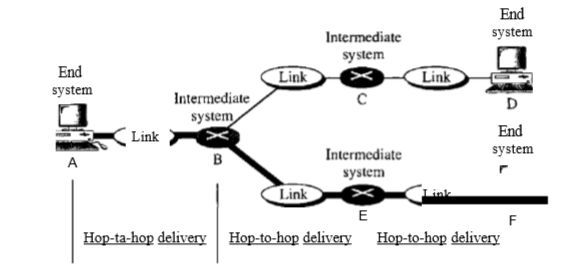 End
system
Intermediate
system
Link
Link
C
D
End
system
Intermediate
system
Link
A
B
End
system
Intermediate
system
Link
Link
E
F
Hop-ta-hop delivery
Hop-to-hop delivery
Hop-to-hop delivery